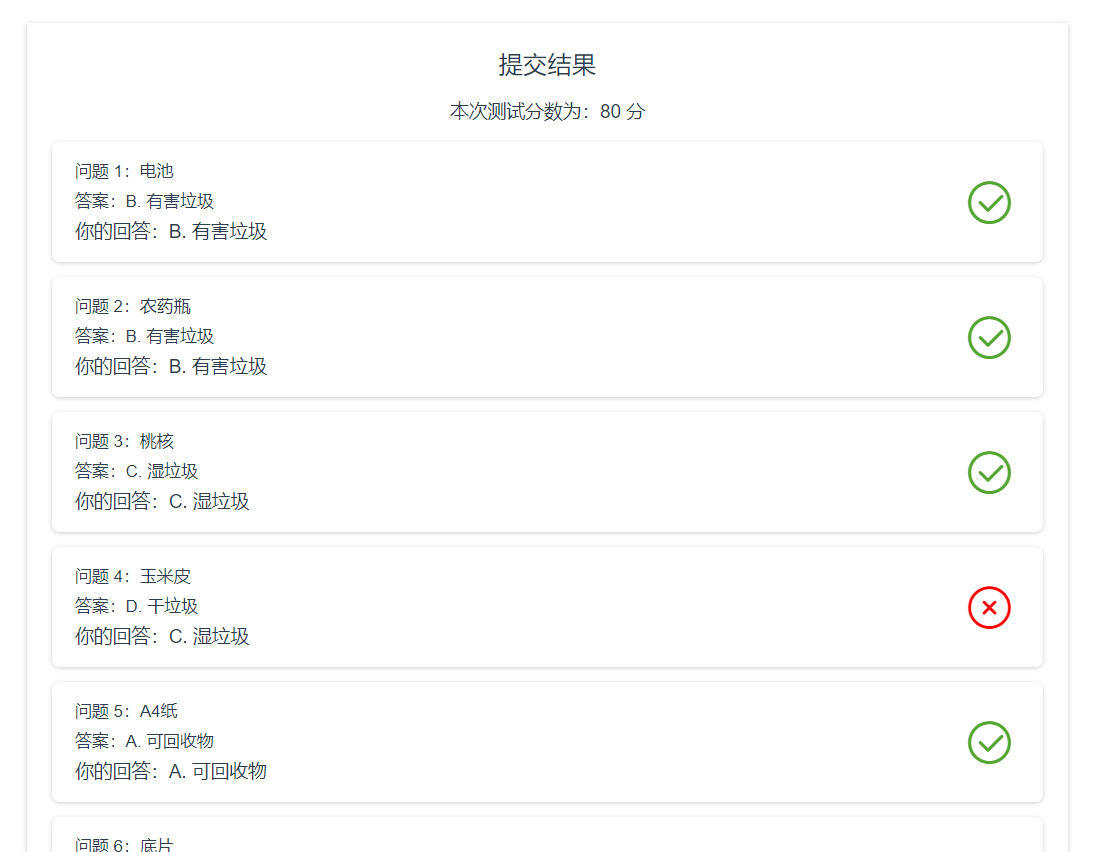 提交结果
本次测试分数为：80 分
问题 1：电池
答案：B. 有害垃圾
你的回答：B. 有害垃圾
问题 2：农药瓶
答案：B. 有害垃圾
你的回答：B. 有害垃圾
问题 3：桃核
答案：C. 湿垃圾
你的回答：C. 湿垃圾
问题 4：玉米皮
答案：D. 干垃圾
你的回答：C. 湿垃圾
问题 5：A4纸
答案：A. 可回收物
你的回答：A. 可回收物
问题 6：底片